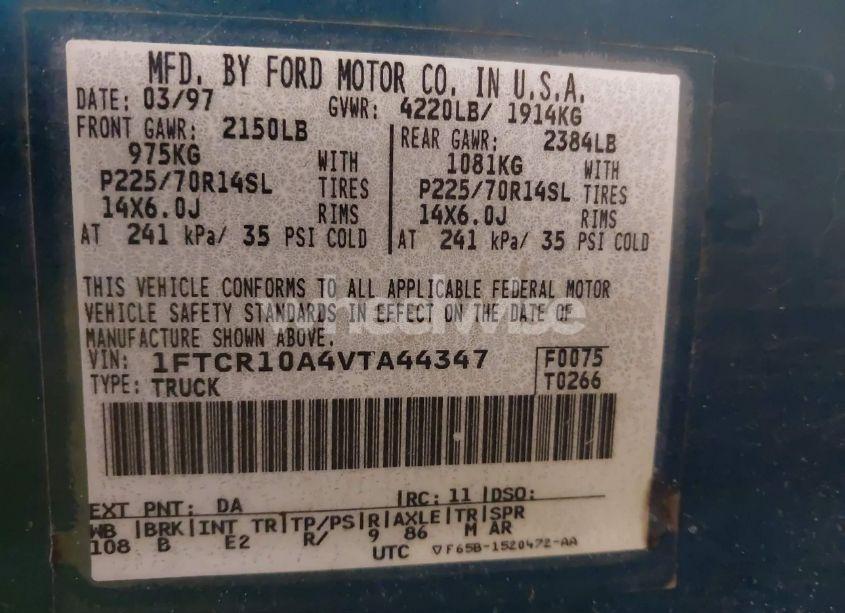 MFD. BY FORD MOTOR CO. IN U.S.A.
DATE: 03/97 GVWR: 4220LB/ 1914KG
FRONT GAWR: 2150LB REAR GAWR: 2384LB
975KG WITH 1081KG WITH
P225/70R14SL TIRES P225/70R14SL TIRES
14X6.0J RIMS 14X6.0J RIMS
AT 241 kPa/ 35 PSI COLD AT 241 kPa/ 35 PSI COLD
THIS VEHICLE CONFORMS TO ALL APPLICABLE FEDERAL MOTOR
VEHICLE SAFETY STANDARDS IN EFFECT ON THE DATE OF
MANUFACTURE SHOWN ABOVE.
VIN: 1FTCR10A4VTA44347 F0075
TYPE: TRUCK T0266
EXT PNT: DA RC: 11 DSO:
WB BRK INT TR TP/PS R AXLE TR SPR
108 B E2 R/ 9 86 M AR
UTC ▽F65B-1520472-AA